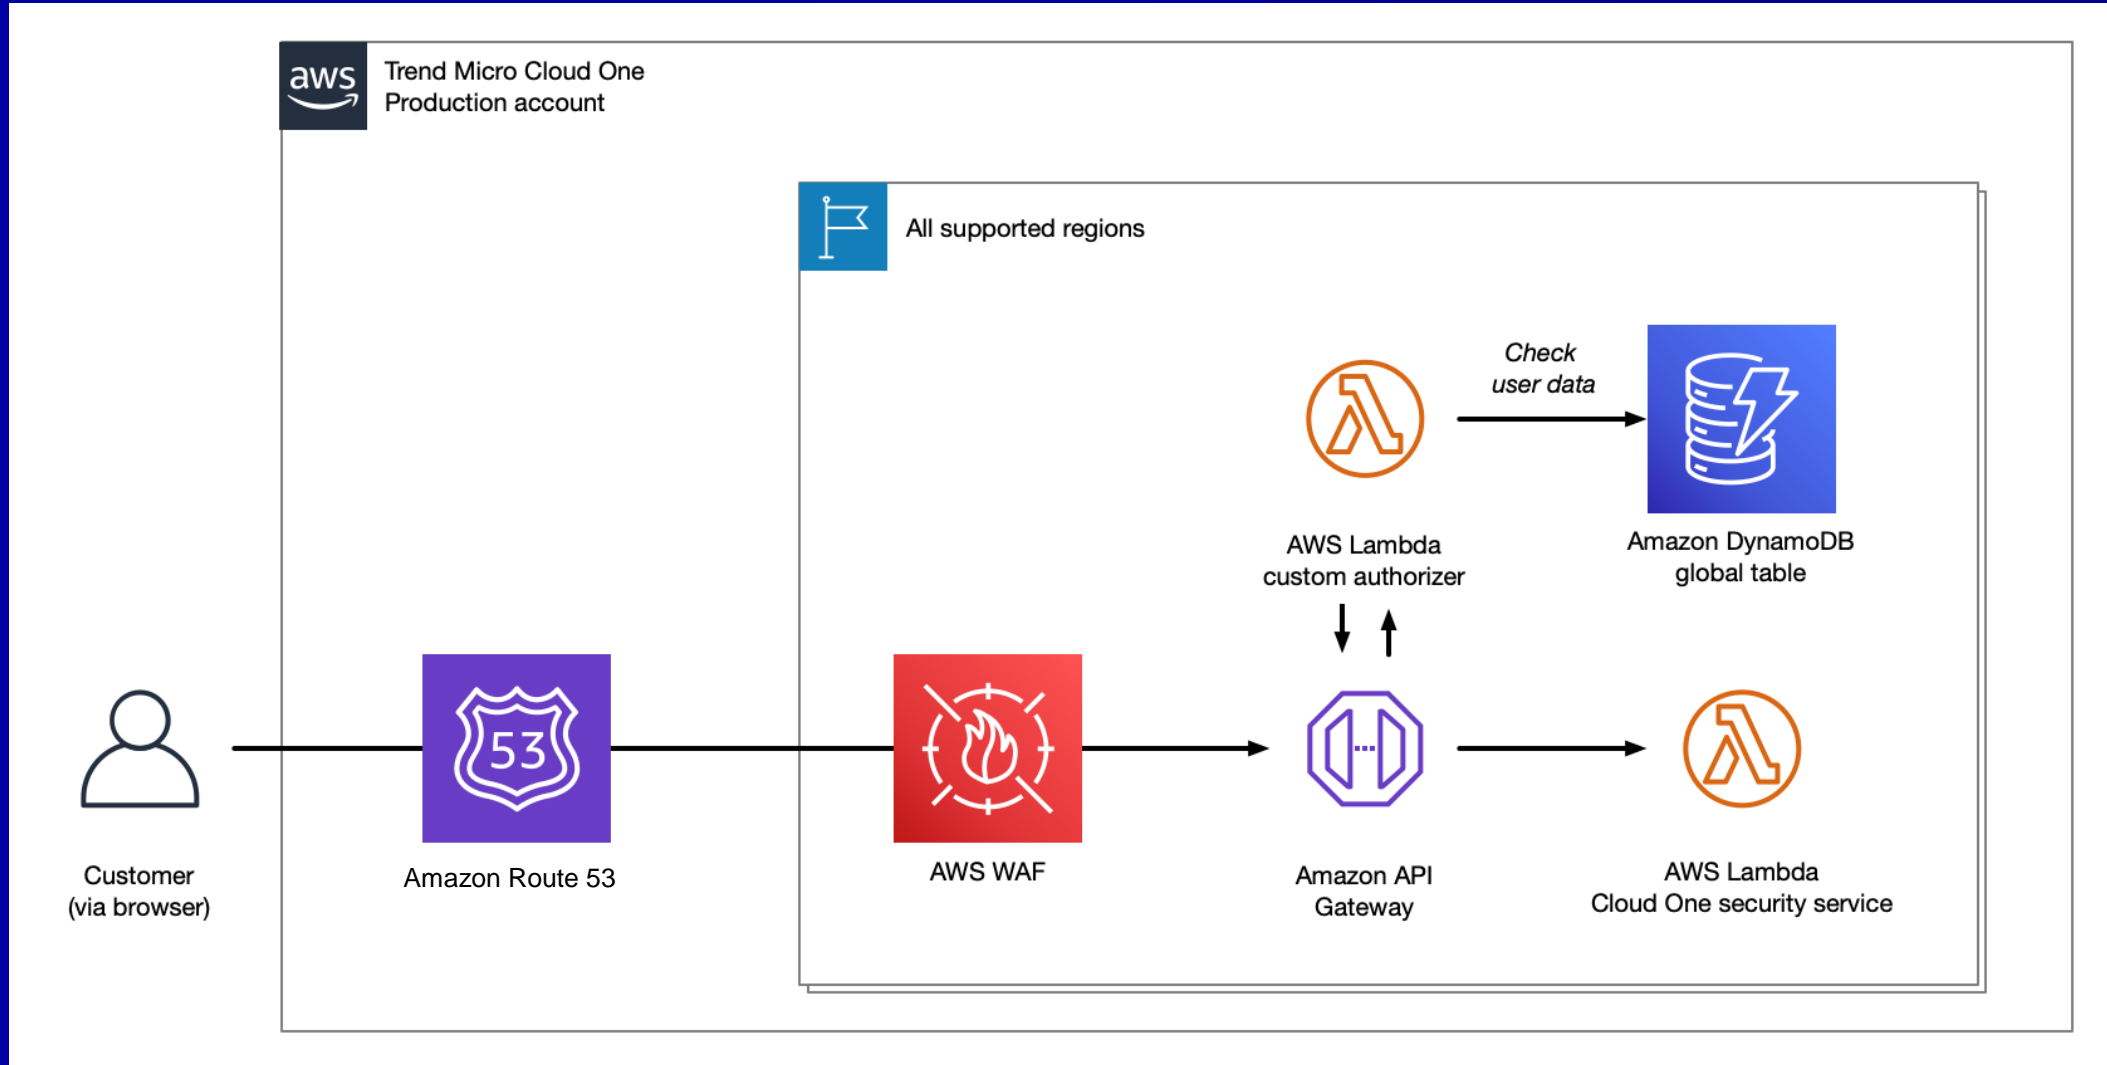 aws
Trend Micro Cloud One
Production account
All supported regions
Check
user data
AWS Lambda
custom authorizer
Amazon DynamoDB
global table
53
Customer
(via browser)
Amazon Route 53
AWS WAF
Amazon API
Gateway
AWS Lambda
Cloud One security service